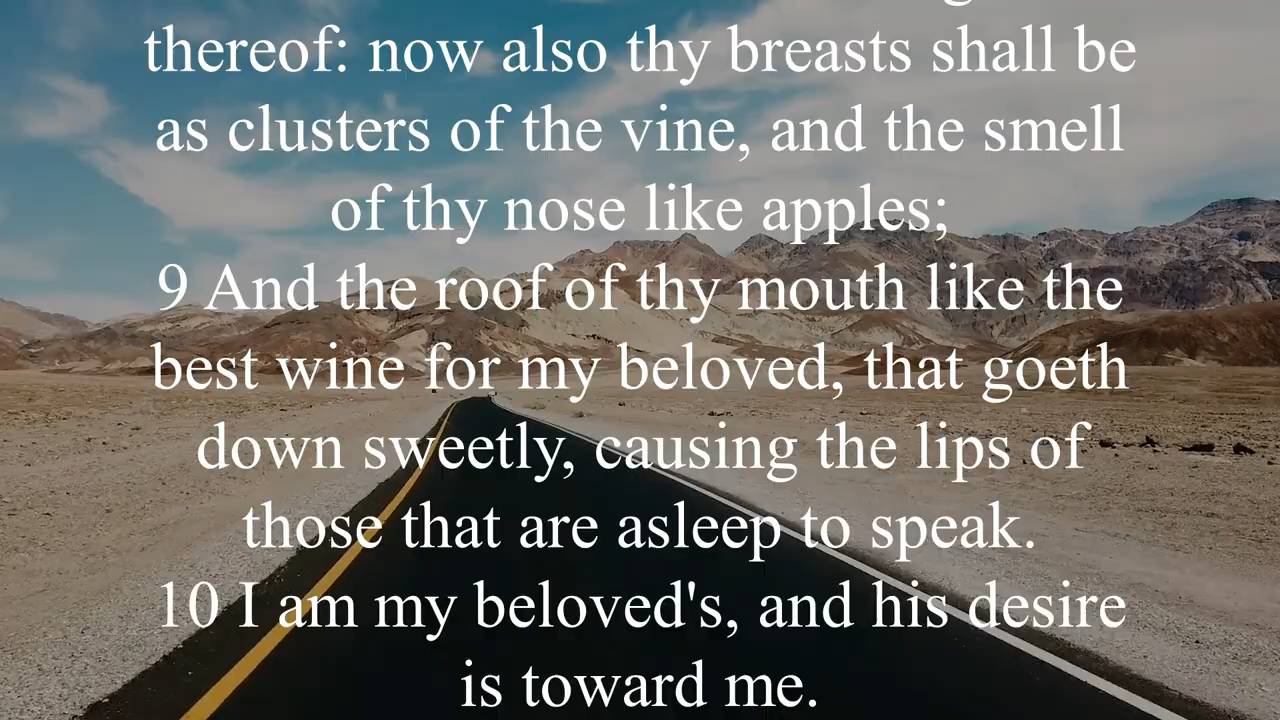 thereof: now also thy breasts shall be
as clusters of the vine, and the smell
of thy nose like apples;
9 And the roof of thy mouth like the
best wine for my beloved, that goeth
down sweetly, causing the lips of
those that are asleep to speak.
10 I am my beloved's, and his desire
is toward me.